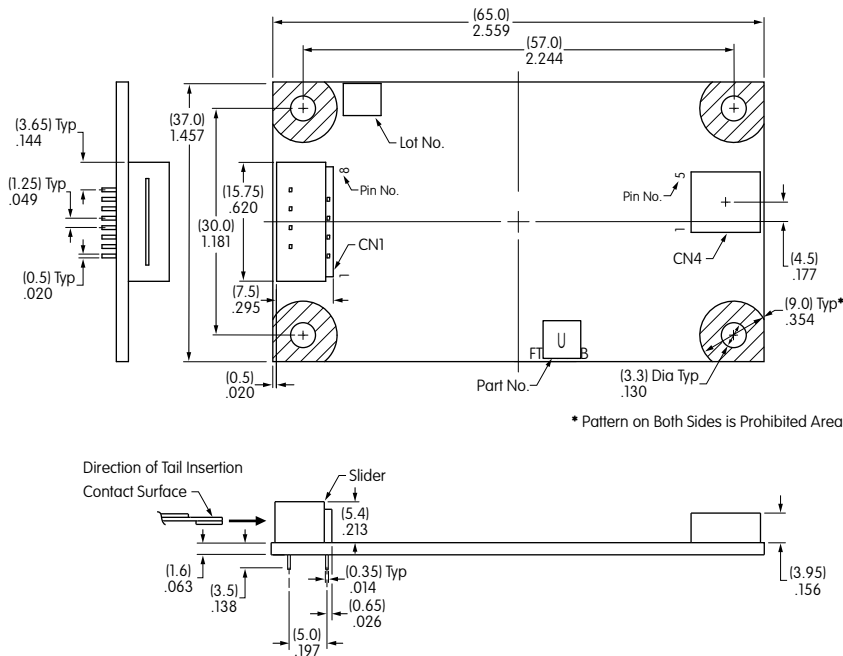 (65.0)
2.559
(57.0)
2.244
(37.0)
1.457
(3.65) Typ
.144
Lot No.
8
Pin No.
5
Pin No.
(1.25) Typ
.049
(15.75)
.620
(30.0)
1.181
CN1
1
1
CN4
(4.5)
.177
(0.5) Typ
.020
(7.5)
.295
(9.0) Typ*
.354
U
FT B
(0.5)
.020
Part No.
(3.3) Dia Typ
.130
* Pattern on Both Sides is Prohibited Area
Direction of Tail Insertion
Contact Surface
Slider
(5.4)
.213
(1.6)
.063
(3.5)
.138
(0.35) Typ
.014
(0.65)
.026
(5.0)
.197
(3.95)
.156